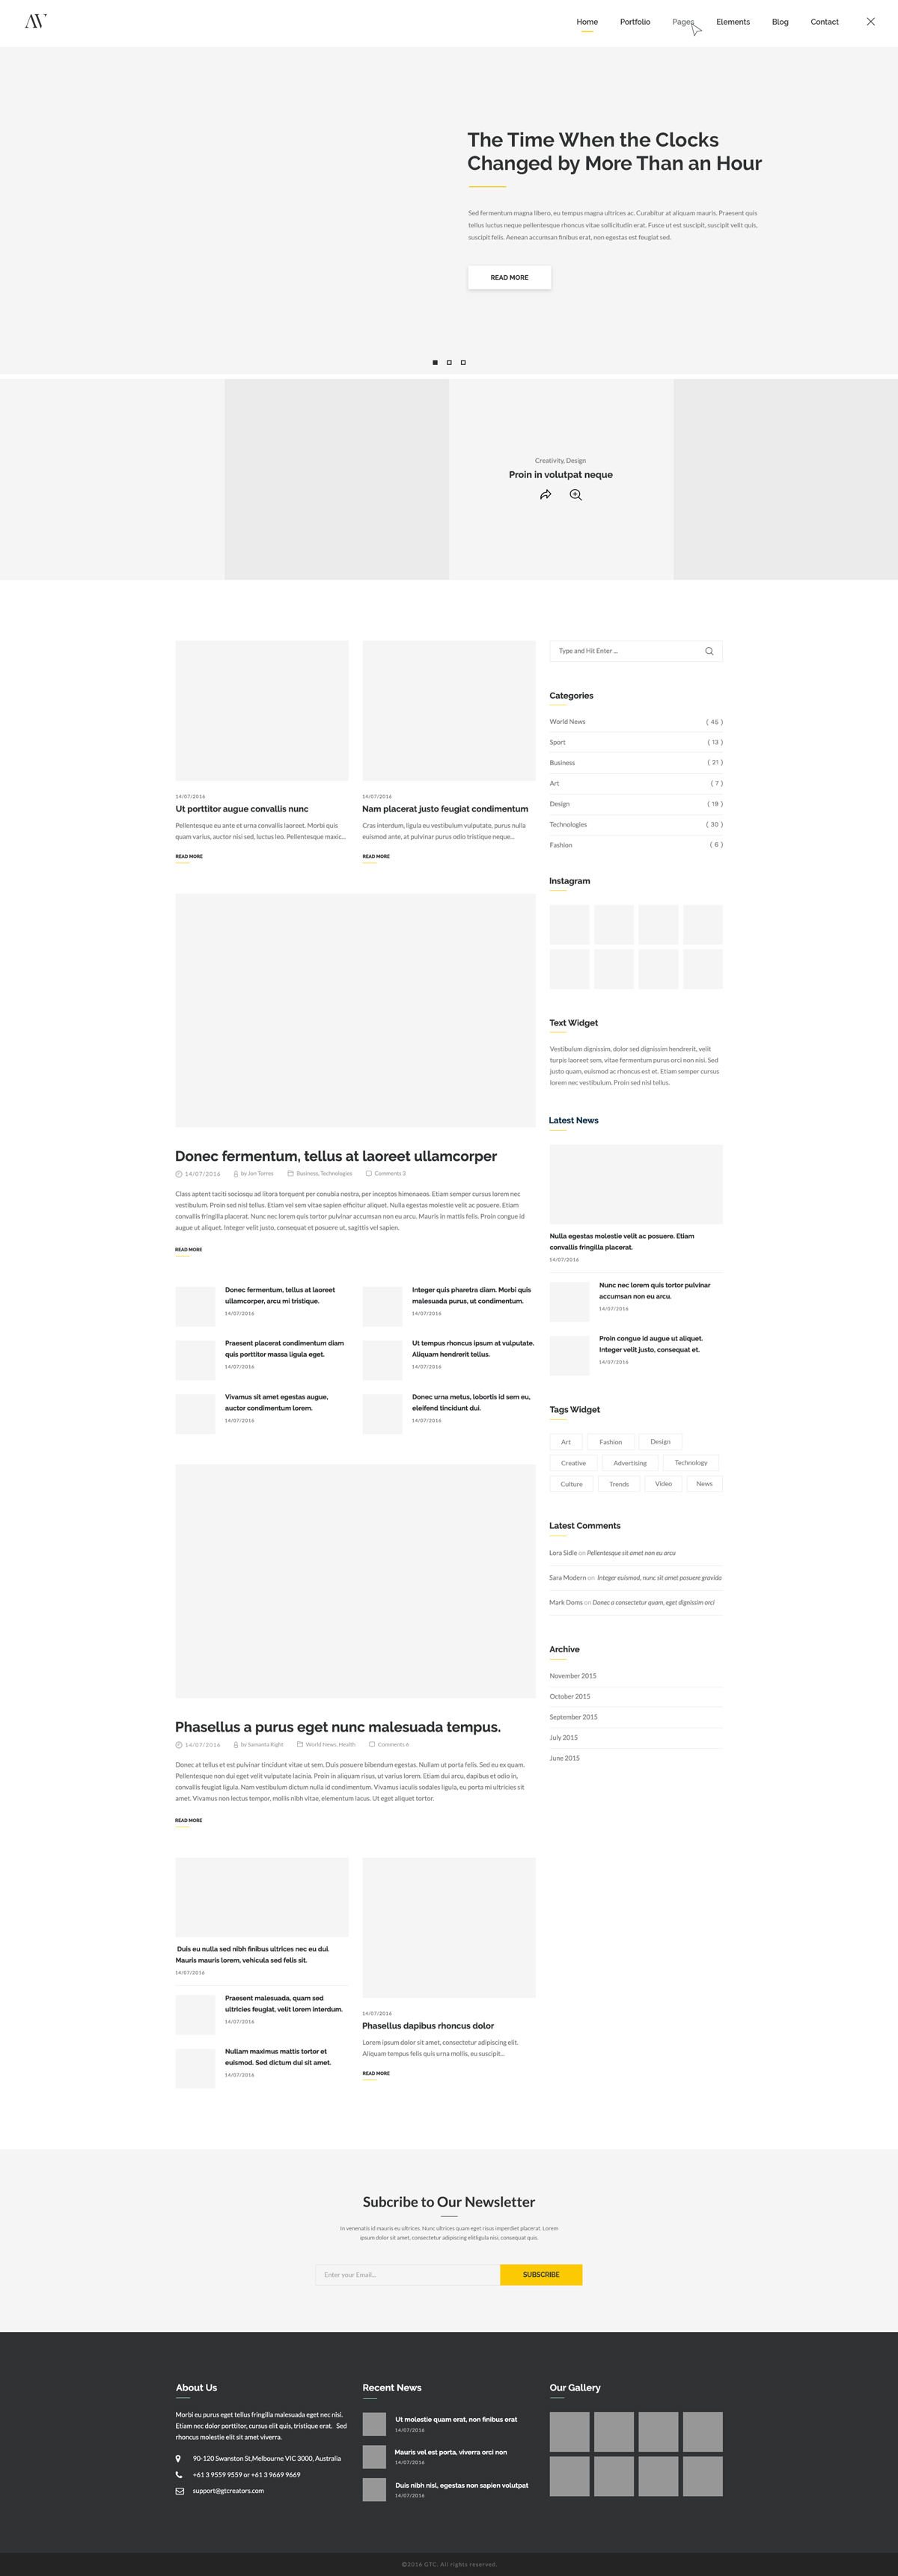 AV
Home Portfolio Pages Elements Blog Contact
The Time When the Clocks
Changed by More Than an Hour
Sed fermentum magna libero, eu tempus magna ultrices ac. Curabitur at aliquam mauris. Praesent quis
tellus luctus neque pellentesque rhoncus vitae sollicitudin erat. Fusce ut est suscipit, suscipit velit quis,
suscipit felis. Aenean accumsan finibus erat, non egestas est feugiat sed.
READ MORE
Creativity, Design
Proin in volutpat neque
14/07/2016
Ut porttitor augue convallis nunc
Pellentesque eu ante et urna convallis laoreet. Morbi quis
quam varius, auctor nisi sed, luctus leo. Pellentesque maxic...
READ MORE
14/07/2016
Nam placerat justo feugiat condimentum
Cras interdum, ligula eu vestibulum vulputate, purus nulla
euismod ante, at pulvinar purus odio tristique neque...
READ MORE
Donec fermentum, tellus at laoreet ullamcorper
14/07/2016 by Jan Torres Business, Technologies Comments 3
Class aptent taciti sociosqu ad litora torquent per conubia nostra, per inceptos himenaeos. Etiam semper cursus lorem nec
vestibulum. Proin sed nisl tellus. Etiam vel sem vitae sapien efficitur aliquet. Nulla egestas molestie velit ac posuere. Etiam
convallis fringilla placerat. Nunc nec lorem quis tortor pulvinar accumsan non eu arcu. Mauris in mattis felis. Proin congue id
augue ut aliquet. Integer velit justo, consequat et posuere ut, sagittis vel sapien.
READ MORE
Donec fermentum, tellus at laoreet
ullamcorper, arcu mi tristique.
14/07/2016
Integer quis pharetra diam. Morbi quis
malesuada purus, ut condimentum.
14/07/2016
Praesent placerat condimentum diam
quis porttitor massa ligula eget.
14/07/2016
Ut tempus rhoncus ipsum at vulputate.
Aliquam hendrerit tellus.
14/07/2016
Vivamus sit amet egestas augue,
auctor condimentum lorem.
14/07/2016
Donec urna metus, lobortis id sem eu,
eleifend tincidunt dui.
14/07/2016
Phasellus a purus eget nunc malesuada tempus.
14/07/2016 by Samanta Right World News, Health Comments 6
Donec at tellus et est pulvinar tincidunt vitae ut sem. Duis posuere bibendum egestas. Nullam ut porta felis. Sed eu ex quam.
Pellentesque non dui eget velit vulputate lacinia. Proin in aliquam risus, ut varius lorem. Etiam dui arcu, dapibus et odio in,
convallis feugiat ligula. Nam vestibulum dictum nulla id condimentum. Vivamus iaculis sodales ligula, eu porta mi ultricies sit
amet. Vivamus non lectus tempor, mollis nibh vitae, elementum lacus. Ut eget aliquet tortor.
READ MORE
Duis eu nulla sed nibh finibus ultrices nec eu dui.
Mauris mauris lorem, vehicula sed felis sit.
14/07/2016
Praesent malesuada, quam sed
ultricies feugiat, velit lorem interdum.
14/07/2016
Nullam maximus mattis tortor et
euismod. Sed dictum dui sit amet.
14/07/2016
14/07/2016
Phasellus dapibus rhoncus dolor
Lorem ipsum dolor sit amet, consectetur adipiscing elit.
Aliquam tempus felis quis urna mollis, eu suscipit...
READ MORE
Type and Hit Enter ...
Categories
World News ( 45 )
Sport ( 13 )
Business ( 21 )
Art ( 7 )
Design ( 19 )
Technologies ( 30 )
Fashion ( 6 )
Instagram
Text Widget
Vestibulum dignissim, dolor sed dignissim hendrerit, velit
turpis laoreet sem, vitae fermentum purus orci non nisi. Sed
justo quam, euismod ac rhoncus est et. Etiam semper cursus
lorem nec vestibulum. Proin sed nisl tellus.
Latest News
Nulla egestas molestie velit ac posuere. Etiam
convallis fringilla placerat.
14/07/2016
Nunc nec lorem quis tortor pulvinar
accumsan non eu arcu.
14/07/2016
Proin congue id augue ut aliquet.
Integer velit justo, consequat et.
14/07/2016
Tags Widget
Art Fashion Design
Creative Advertising Technology
Culture Trends Video News
Latest Comments
Lora Sidle on Pellentesque sit amet non eu arcu
Sara Modern on Integer euismod, nunc sit amet posuere gravida
Mark Doms on Donec a consectetur quam, eget dignissim orci
Archive
November 2015
October 2015
September 2015
July 2015
June 2015
Subcribe to Our Newsletter
In venenatis id mauris eu ultrices. Nunc ultrices quam eget risus imperdiet placerat. Lorem
ipsum dolor sit amet, consectetur adipiscing elitligula nisi, consequat quis.
Enter your Email... SUBSCRIBE
About Us
Morbi eu purus eget tellus fringilla malesuada eget nec nisi.
Etiam nec dolor porttitor, cursus elit quis, tristique erat. Sed
rhoncus molestie elit sit amet viverra.
90-120 Swanston St,Melbourne VIC 3000, Australia
+61 3 9559 9559 or +61 3 9669 9669
support@gtcreators.com
Recent News
Ut molestie quam erat, non finibus erat
14/07/2016
Mauris vel est porta, viverra orci non
14/07/2016
Duis nibh nisl, egestas non sapien volutpat
14/07/2016
Our Gallery
©2016 GTC. All rights reserved.